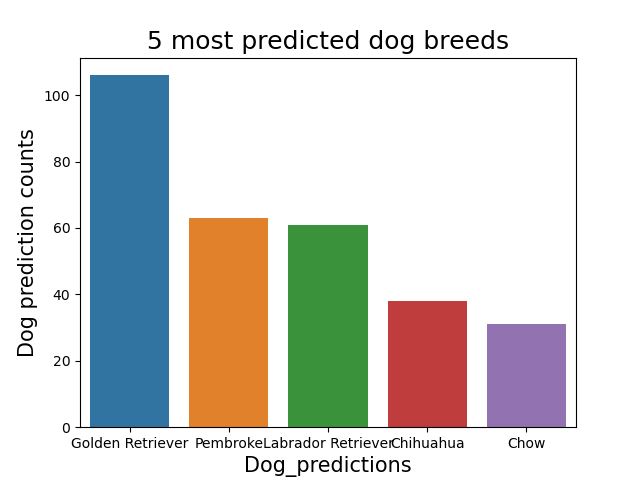 5 most predicted dog breeds
Dog prediction counts
100
80
60
40
20
0
Golden Retriever Pembroke Labrador Retriever Chihuahua Chow
Dog_predictions